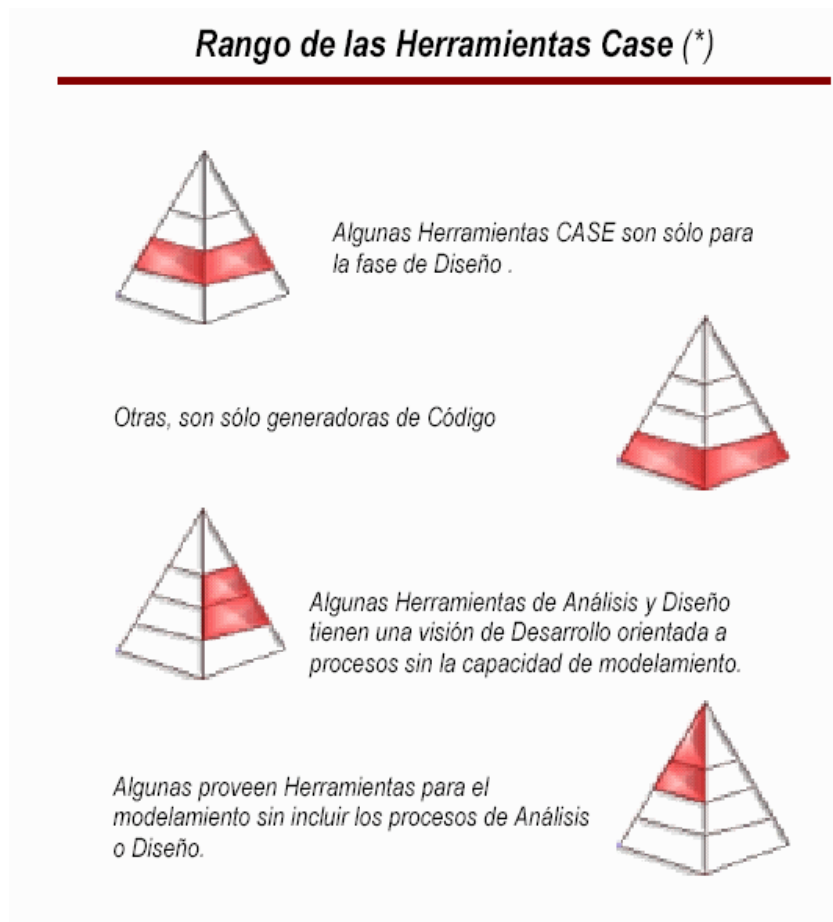 Rango de las Herramientas Case (*)
Algunas Herramientas CASE son sólo para
la fase de Diseño .
Otras, son sólo generadoras de Código
Algunas Herramientas de Análisis y Diseño
tienen una visión de Desarrollo orientada a
procesos sin la capacidad de modelamiento.
Algunas proveen Herramientas para el
modelamiento sin incluir los procesos de Análisis
o Diseño.